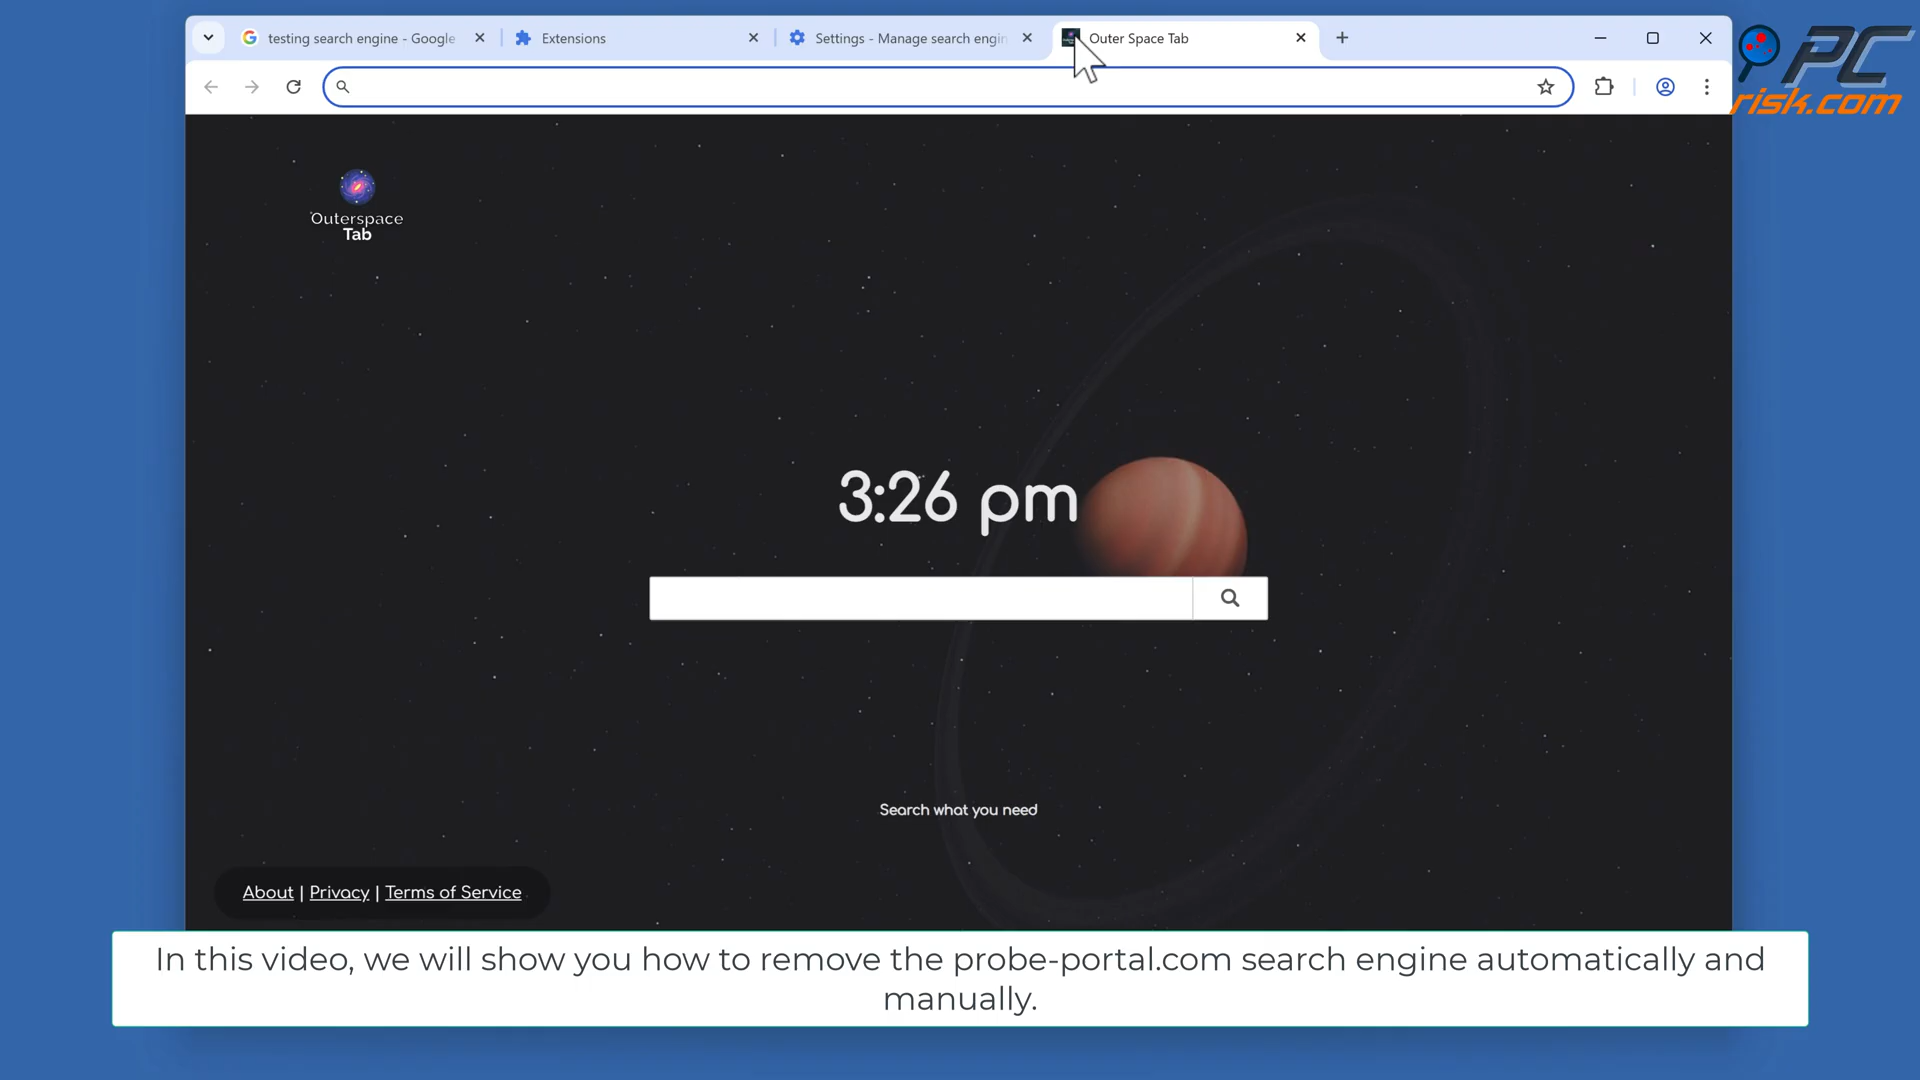 testing search engine - Google
Extensions
Settings - Manage search engin
Outer Space Tab
PC
risk.com
Outerspace
Tab
3:26 pm
Search what you need
About | Privacy | Terms of Service
In this video, we will show you how to remove the probe-portal.com search engine automatically and
manually.